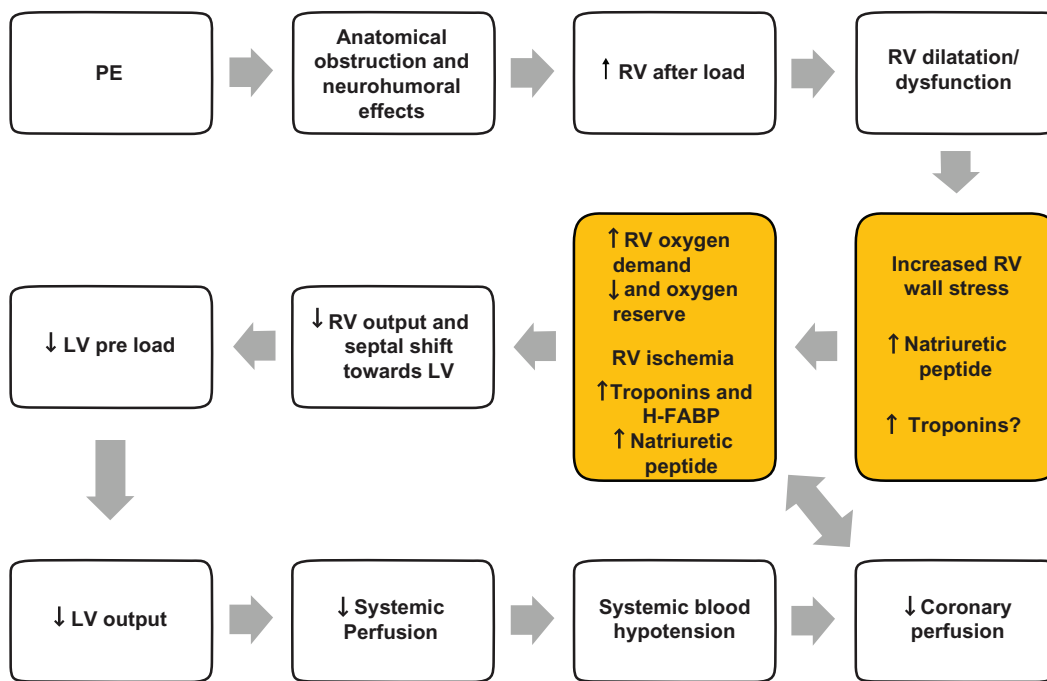 PE
Anatomical
obstruction and
neurohumoral
effects
↑ RV after load
RV dilatation/
dysfunction
Increased RV
wall stress
↑ Natriuretic
peptide
↑ Troponins?
↑ RV oxygen
demand
↓ and oxygen
reserve
RV ischemia
↑ Troponins and
H-FABP
↑ Natriuretic
peptide
↓ RV output and
septal shift
towards LV
↓ LV pre load
↓ LV output
↓ Systemic
Perfusion
Systemic blood
hypotension
↓ Coronary
perfusion